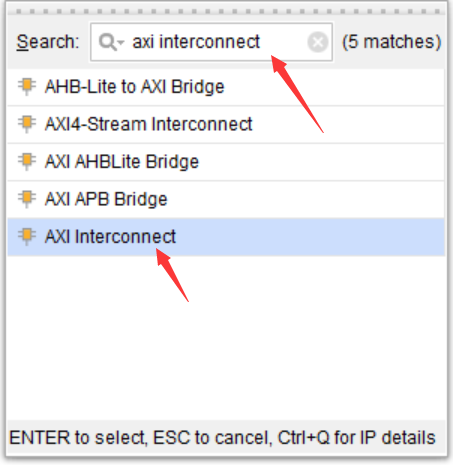 Search: axi interconnect (5 matches)
AHB-Lite to AXI Bridge
AXI4-Stream Interconnect
AXI AHBLite Bridge
AXI APB Bridge
AXI Interconnect
ENTER to select, ESC to cancel, Ctrl+Q for IP details